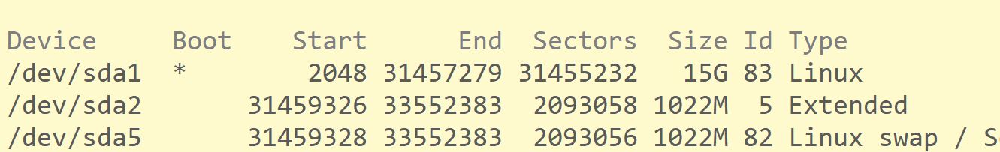 Device Boot Start End Sectors Size Id Type
/dev/sda1 * 2048 31457279 31455232 15G 83 Linux
/dev/sda2 31459326 33552383 2093058 1022M 5 Extended
/dev/sda5 31459328 33552383 2093056 1022M 82 Linux swap /